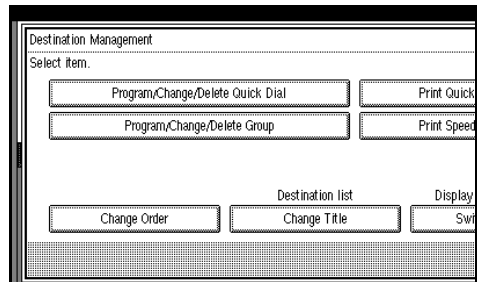 Destination Management
Select item.
Program/Change/Delete Quick Dial Print Quick
Program/Change/Delete Group Print Speed
Destination list Display
Change Order Change Title Swi